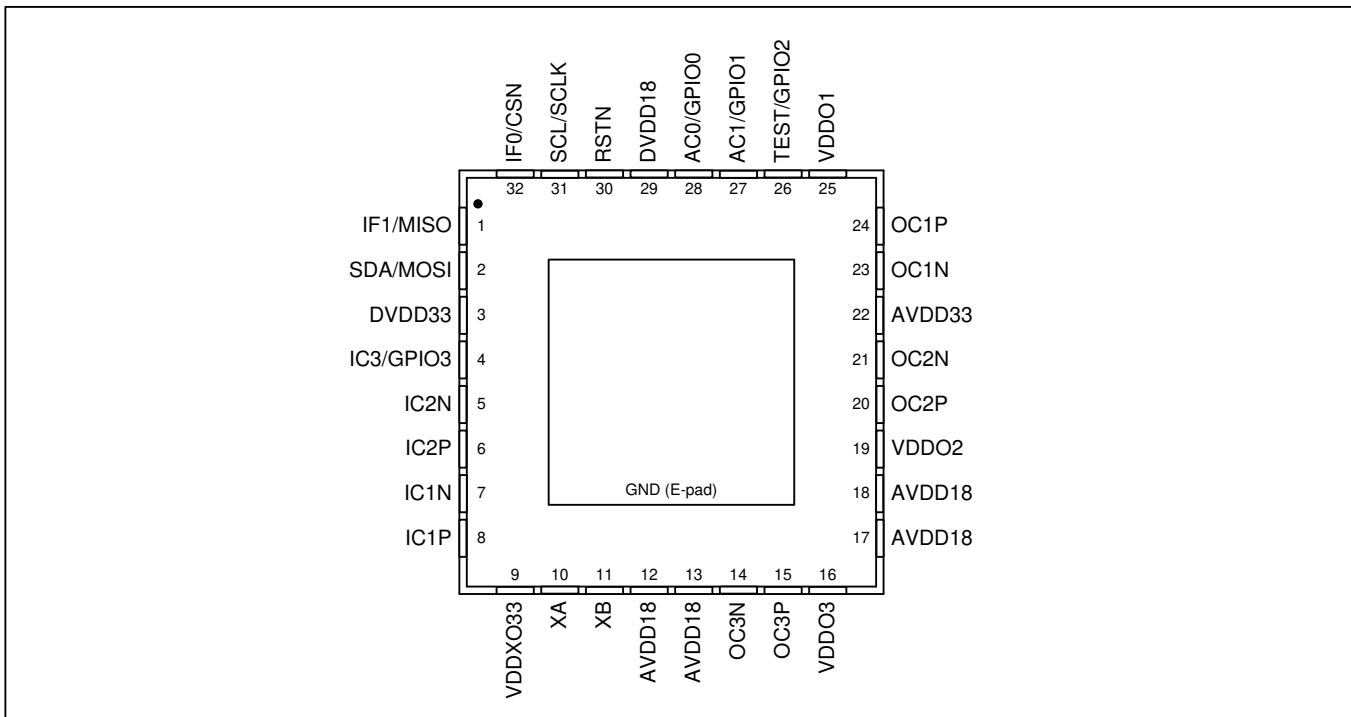 IF0/CSN
SCL/SCLK
RSTN
DVDD18
AC0/GPIO0
AC1/GPIO1
TEST/GPIO2
VDDO1
32 31 30 29 28 27 26 25
IF1/MISO 1
SDA/MOSI 2
DVDD33 3
IC3/GPIO3 4
IC2N 5
IC2P 6
IC1N 7
IC1P 8
24 OC1P
23 OC1N
22 AVDD33
21 OC2N
20 OC2P
19 VDDO2
18 AVDD18
17 AVDD18
GND (E-pad)
9 10 11 12 13 14 15 16
VDDXO33
XA
XB
AVDD18
AVDD18
OC3N
OC3P
VDDO3